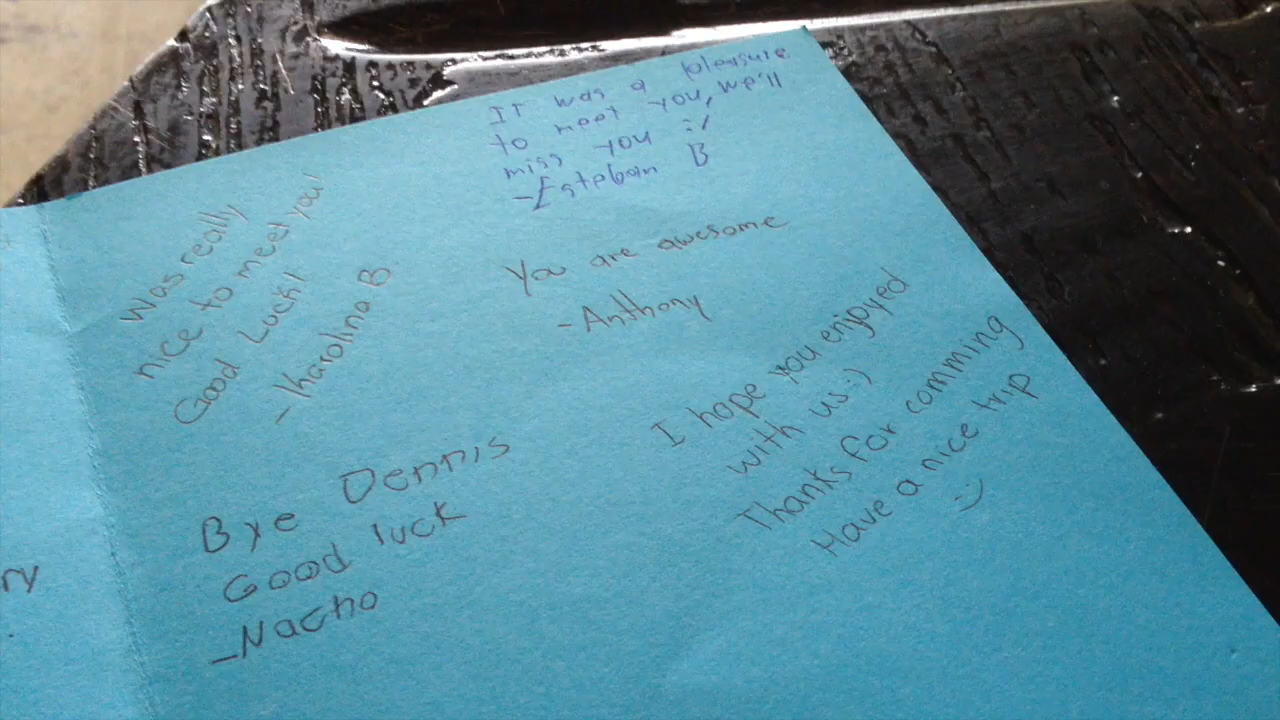 It was a pleasure
to meet you, we'll
miss you :/
-Esteban B
Was really
nice to meet you!
Good Luck!
-Karolina B
You are awesome
-Anthony
I hope you enjoyed
with us:)
Thanks for comming
Have a nice trip
:)
Bye Dennis
Good luck
-Nacho
ry